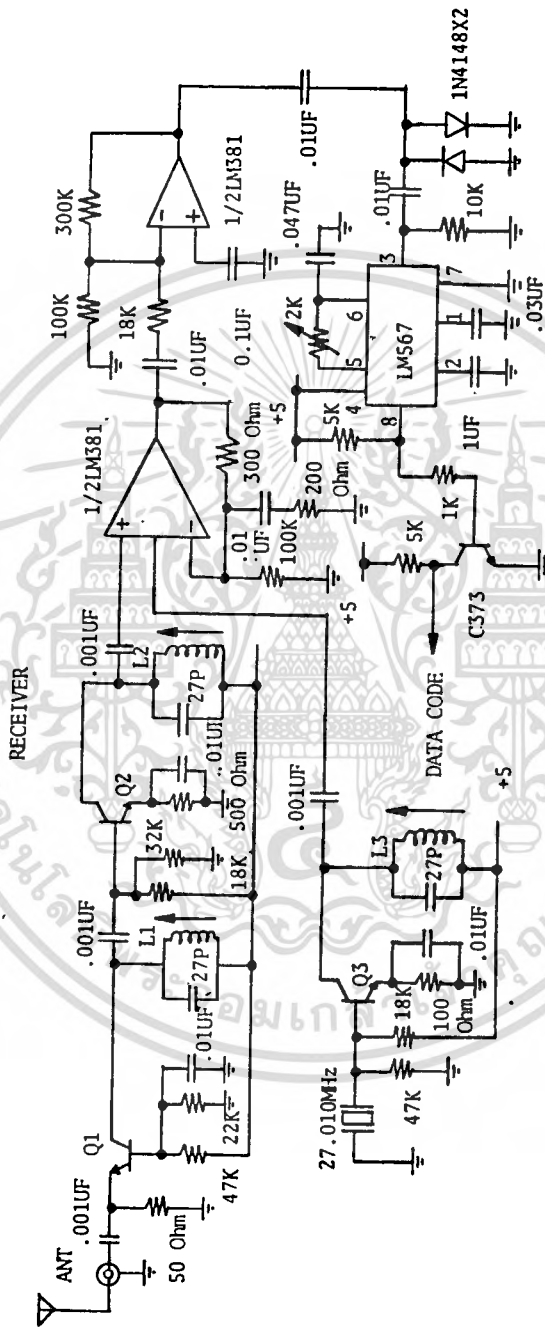 RECEIVER
ANT
.001UF
50 Ohm
Q1
47K
22K
.01UF
27P
L1
.001UF
18K
32K
Q2
500 Ohm
.01UF
27P
L2
.001UF
1/2LM381
+5
100K
.01
UF
200
Ohm
300 Ohm
.01UF
0.1UF
18K
100K
300K
1/2LM381
.01UF
1N4148X2
.01UF
10K
.047UF
2K
+5
5K
4
5
6
3
8
2
1
7
LM567
.03UF
1UF
1K
5K
C373
DATA CODE
+5
.001UF
L3
27P
.01UF
Q3
18K
100
Ohm
47K
27.010MHz